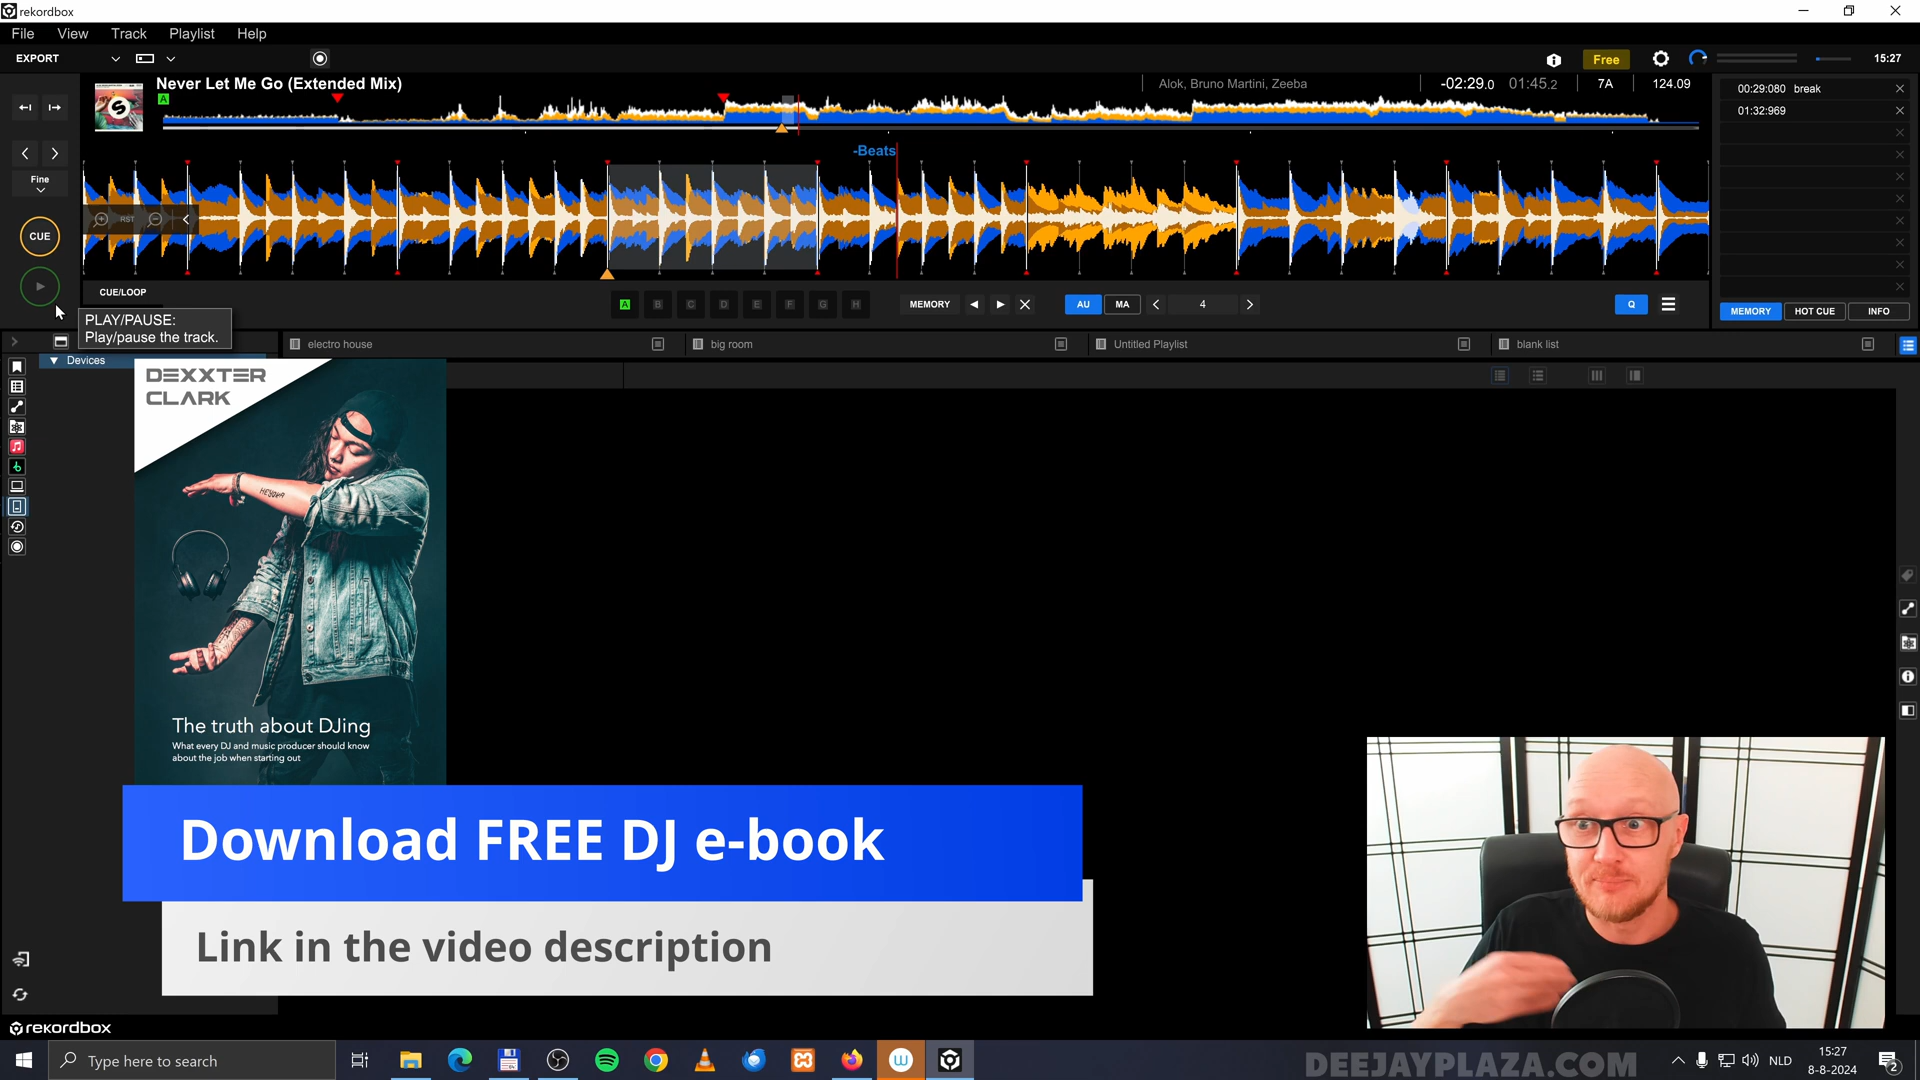 rekordbox
File View Track Playlist Help
EXPORT
Free
15:27
Never Let Me Go (Extended Mix)
Alok, Bruno Martini, Zeeba
-02:29.0 01:45.2 7A 124.09
A
00:29:080 break
01:32:969
-Beats
Fine
RST
CUE
CUE/LOOP
A B C D E F G H
MEMORY
AU MA 4
Q
MEMORY HOT CUE INFO
PLAY/PAUSE:
Play/pause the track.
electro house
big room
Untitled Playlist
blank list
Devices
DEXXTER
CLARK
The truth about DJing
What every DJ and music producer should know
about the job when starting out
Download FREE DJ e-book
Link in the video description
rekordbox
Type here to search
DEEJAYPLAZA.COM
NLD
15:27
8-8-2024
2